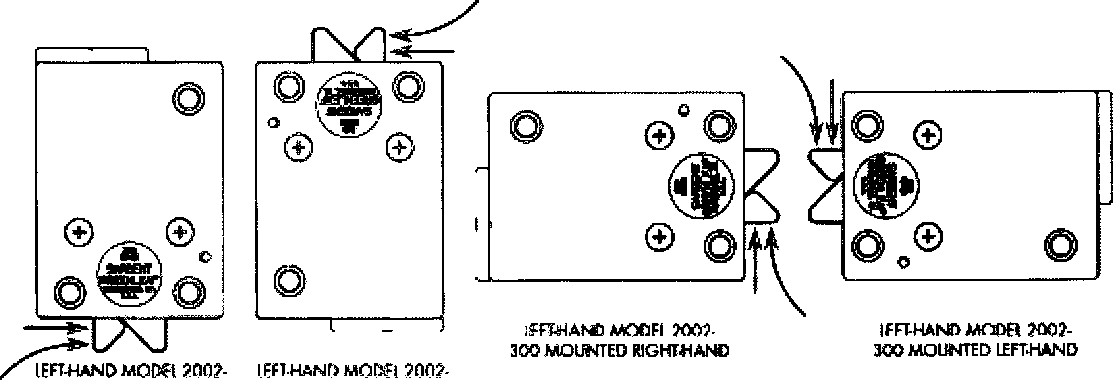 LEFT-HAND MODEL 2002-
LEFT-HAND MODEL 2002-
LEFT-HAND MODEL 2002-
300 MOUNTED RIGHT-HAND
LEFT-HAND MODEL 2002-
300 MOUNTED LEFT-HAND
SARGENT